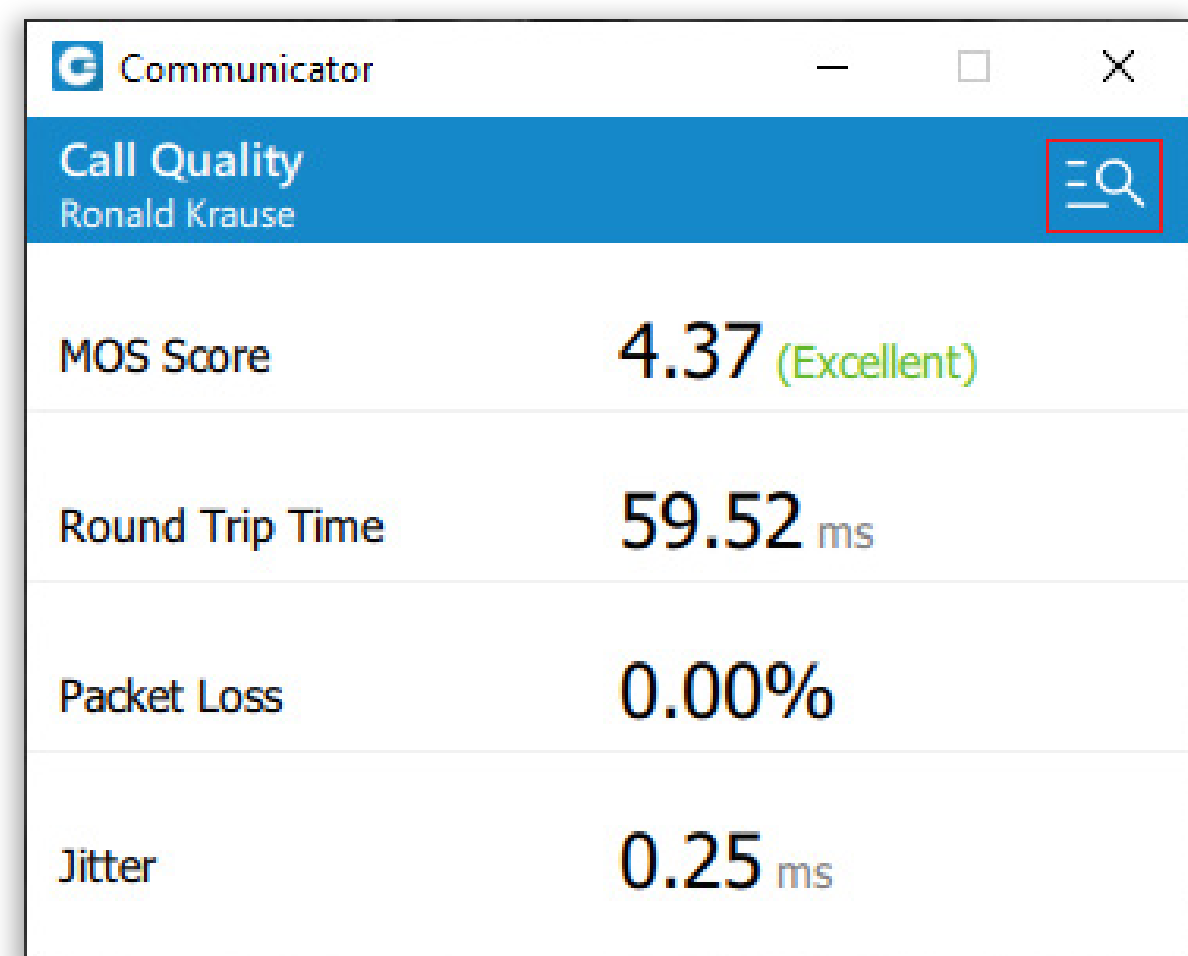 Communicator
Call Quality
Ronald Krause
MOS Score 4.37 (Excellent)
Round Trip Time 59.52 ms
Packet Loss 0.00%
Jitter 0.25 ms